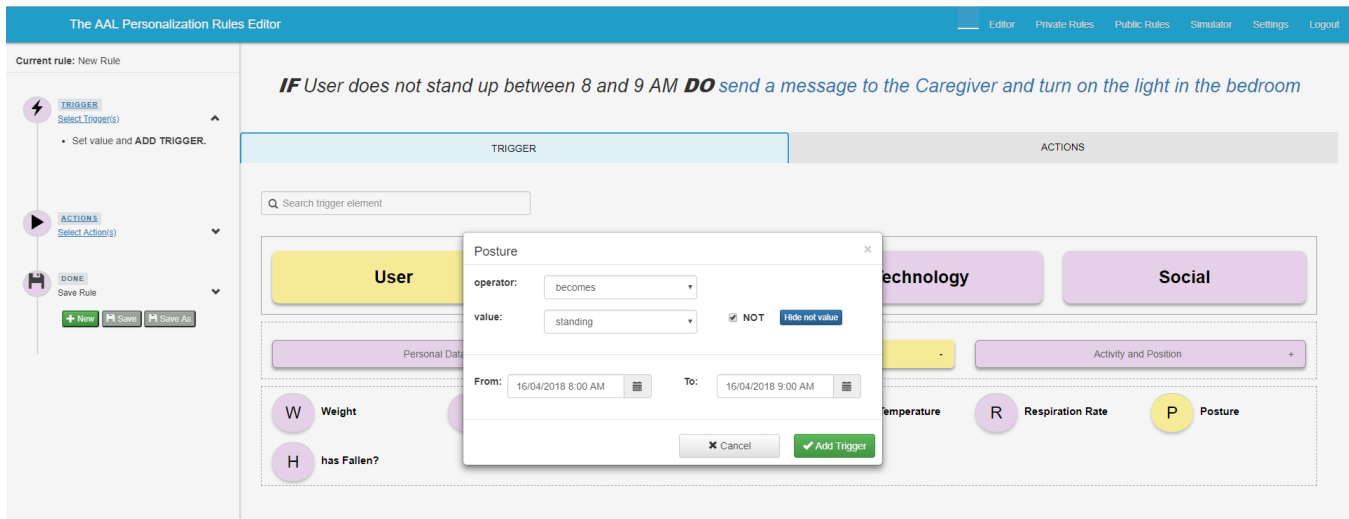 The AAL Personalization Rules Editor
Editor Private Rules Public Rules Simulator Settings Logout
Current rule: New Rule
IF User does not stand up between 8 and 9 AM DO send a message to the Caregiver and turn on the light in the bedroom
TRIGGER
Select Trigger(s)
• Set value and ADD TRIGGER.
TRIGGER
ACTIONS
Search trigger element
ACTIONS
Select Action(s)
DONE
Save Rule
+ New Save Save As
User
Social
Personal
- Activity and Position +
W Weight
R Respiration Rate
P Posture
H has Fallen?
Posture ×
operator: becomes
value: standing NOT Hide not value
From: 16/04/2018 8:00 AM To: 16/04/2018 9:00 AM
Cancel Add Trigger